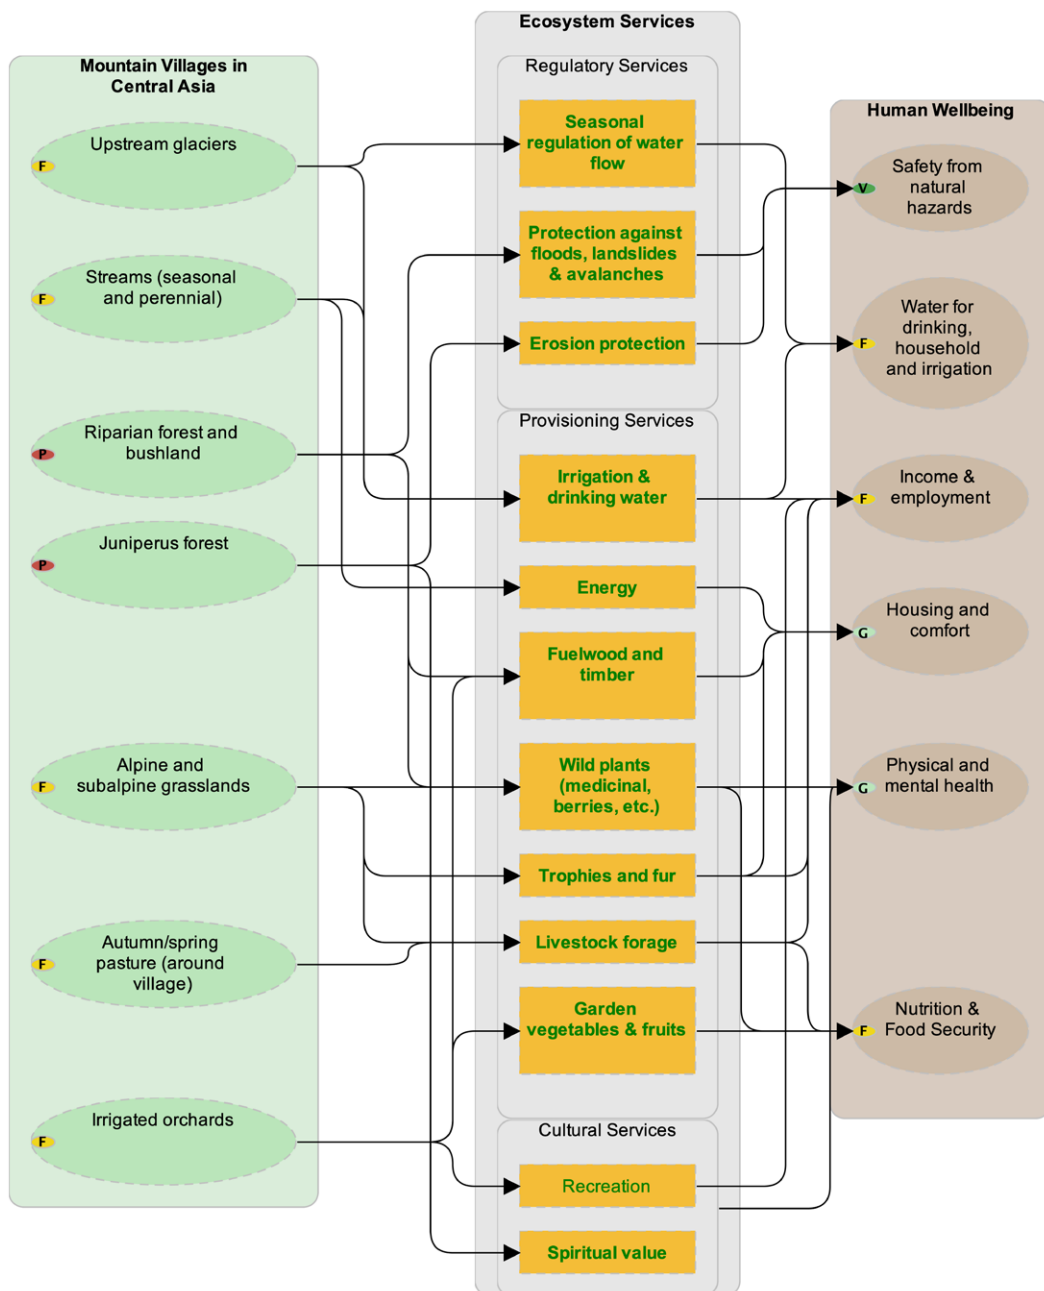 Mountain Villages in
Central Asia
F
Upstream glaciers
F
Streams (seasonal
and perennial)
P
Riparian forest and
bushland
P
Juniperus forest
F
Alpine and
subalpine grasslands
F
Autumn/spring
pasture (around
village)
F
Irrigated orchards
Ecosystem Services
Regulatory Services
Seasonal
regulation of water
flow
Protection against
floods, landslides
& avalanches
Erosion protection
Provisioning Services
Irrigation &
drinking water
Energy
Fuelwood and
timber
Wild plants
(medicinal,
berries, etc.)
Trophies and fur
Livestock forage
Garden
vegetables & fruits
Cultural Services
Recreation
Spiritual value
Human Wellbeing
V
Safety from
natural
hazards
F
Water for
drinking,
household
and irrigation
F
Income &
employment
G
Housing and
comfort
G
Physical and
mental health
F
Nutrition &
Food Security